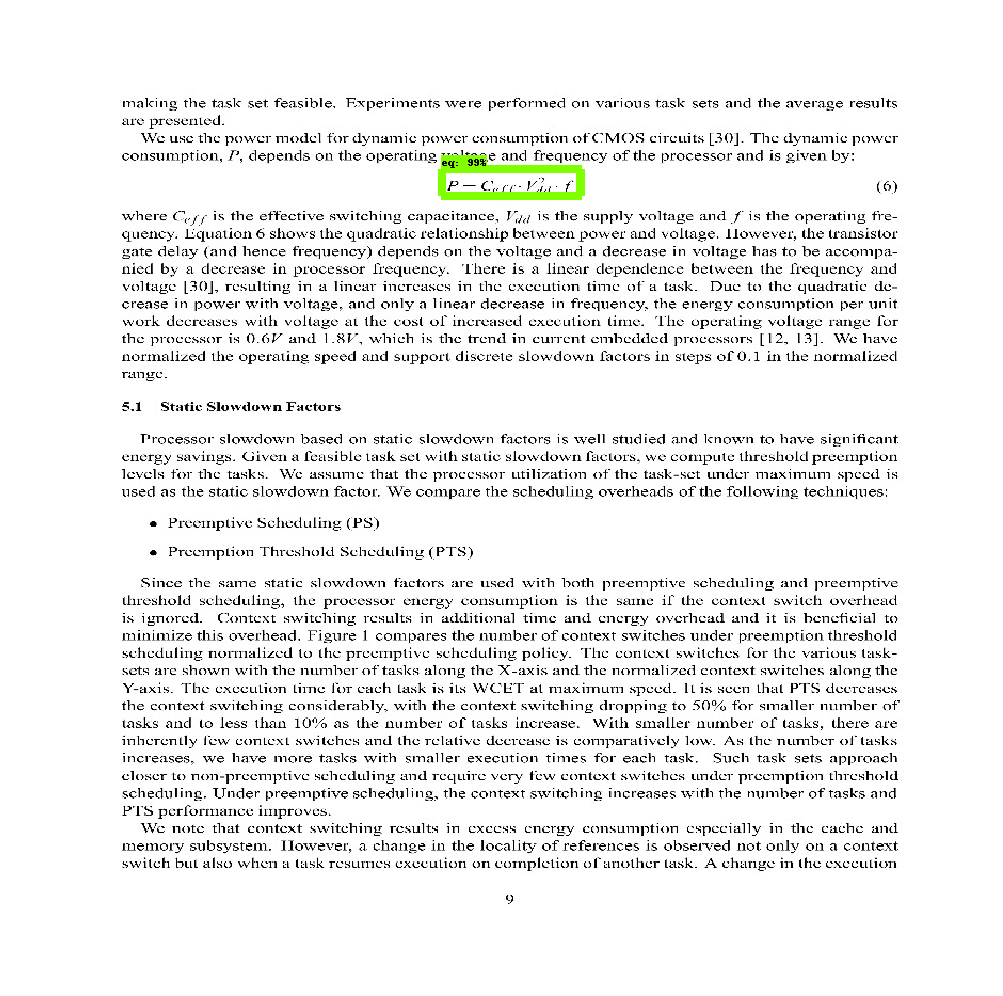 making the task set feasible. Experiments were performed on various task sets and the average results
are presented.
We use the power model for dynamic power consumption of CMOS circuits [30]. The dynamic power
consumption, P, depends on the operating voltage and frequency of the processor and is given by:
eq: 99%
P = C_eff · V_dd^2 · f (6)
where C_eff is the effective switching capacitance, V_dd is the supply voltage and f is the operating fre-
quency. Equation 6 shows the quadratic relationship between power and voltage. However, the transistor
gate delay (and hence frequency) depends on the voltage and a decrease in voltage has to be accompa-
nied by a decrease in processor frequency. There is a linear dependence between the frequency and
voltage [30], resulting in a linear increases in the execution time of a task. Due to the quadratic de-
crease in power with voltage, and only a linear decrease in frequency, the energy consumption per unit
work decreases with voltage at the cost of increased execution time. The operating voltage range for
the processor is 0.6V and 1.8V, which is the trend in current embedded processors [12, 13]. We have
normalized the operating speed and support discrete slowdown factors in steps of 0.1 in the normalized
range.
5.1 Static Slowdown Factors
Processor slowdown based on static slowdown factors is well studied and known to have significant
energy savings. Given a feasible task set with static slowdown factors, we compute threshold preemption
levels for the tasks. We assume that the processor utilization of the task-set under maximum speed is
used as the static slowdown factor. We compare the scheduling overheads of the following techniques:
• Preemptive Scheduling (PS)
• Preemption Threshold Scheduling (PTS)
Since the same static slowdown factors are used with both preemptive scheduling and preemptive
threshold scheduling, the processor energy consumption is the same if the context switch overhead
is ignored. Context switching results in additional time and energy overhead and it is beneficial to
minimize this overhead. Figure 1 compares the number of context switches under preemption threshold
scheduling normalized to the preemptive scheduling policy. The context switches for the various task-
sets are shown with the number of tasks along the X-axis and the normalized context switches along the
Y-axis. The execution time for each task is its WCET at maximum speed. It is seen that PTS decreases
the context switching considerably, with the context switching dropping to 50% for smaller number of
tasks and to less than 10% as the number of tasks increase. With smaller number of tasks, there are
inherently few context switches and the relative decrease is comparatively low. As the number of tasks
increases, we have more tasks with smaller execution times for each task. Such task sets approach
closer to non-preemptive scheduling and require very few context switches under preemption threshold
scheduling. Under preemptive scheduling, the context switching increases with the number of tasks and
PTS performance improves.
We note that context switching results in excess energy consumption especially in the cache and
memory subsystem. However, a change in the locality of references is observed not only on a context
switch but also when a task resumes execution on completion of another task. A change in the execution
9